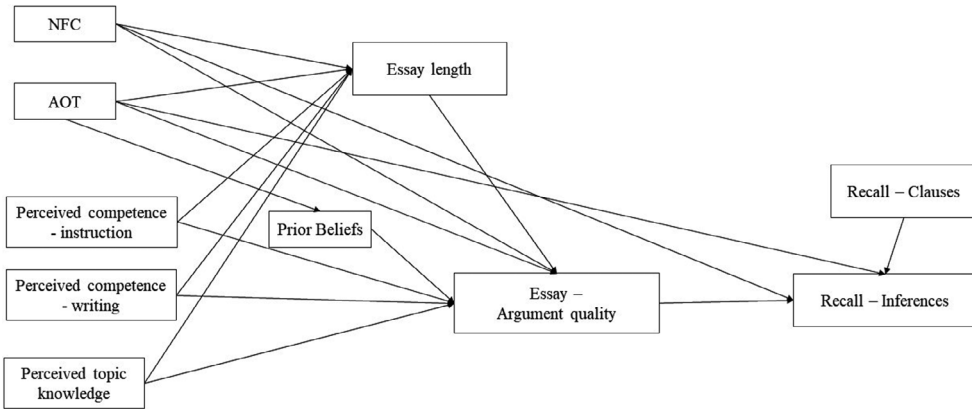 NFC
Essay length
AOT
Recall – Clauses
Perceived competence
- instruction
Prior Beliefs
Perceived competence
- writing
Essay –
Argument quality
Recall – Inferences
Perceived topic
knowledge